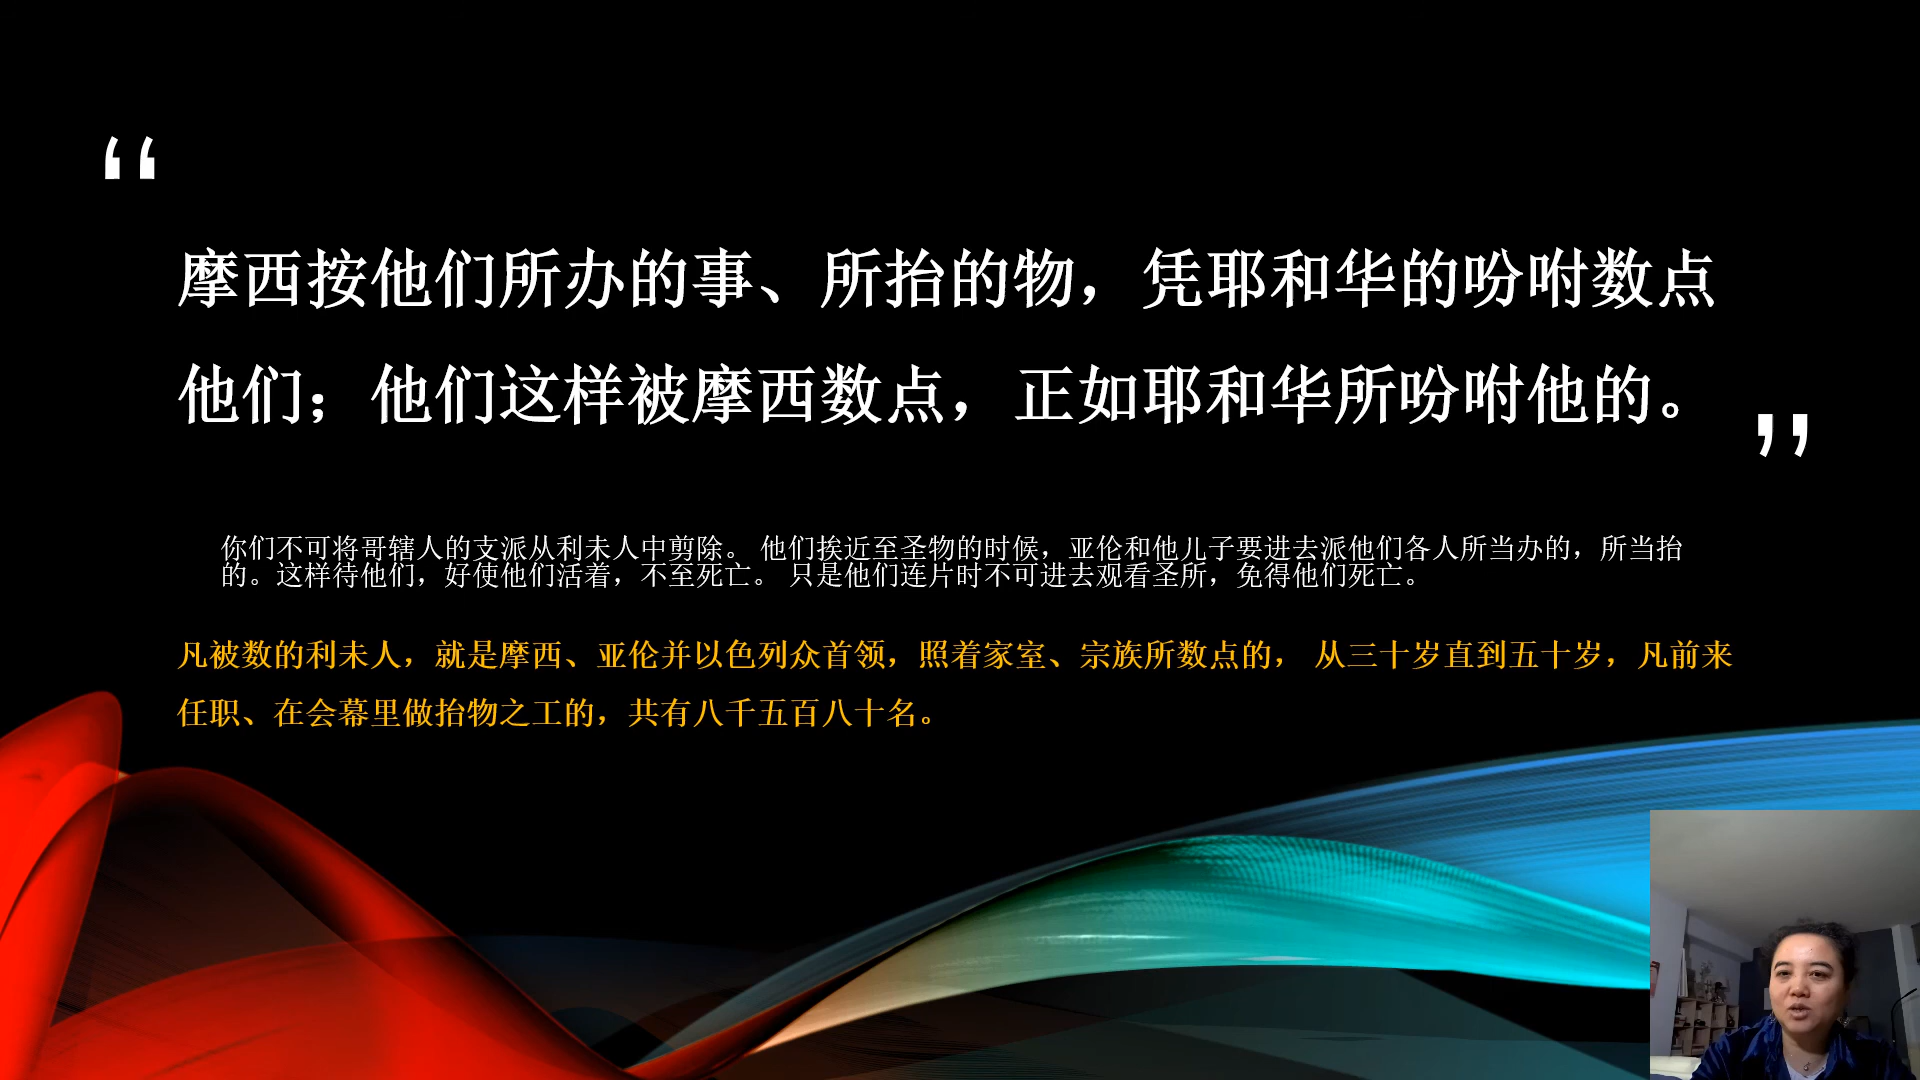 “
摩西按他们所办的事、所抬的物，凭耶和华的吩咐数点
他们；他们这样被摩西数点，正如耶和华所吩咐他的。
”
你们不可将哥辖人的支派从利未人中剪除。 他们挨近至圣物的时候，亚伦和他儿子要进去派他们各人所当办的，所当抬
的。这样待他们，好使他们活着，不至死亡。 只是他们连片时不可进去观看圣所，免得他们死亡。
凡被数的利未人，就是摩西、亚伦并以色列众首领，照着家室、宗族所数点的， 从三十岁直到五十岁，凡前来
任职、在会幕里做抬物之工的，共有八千五百八十名。